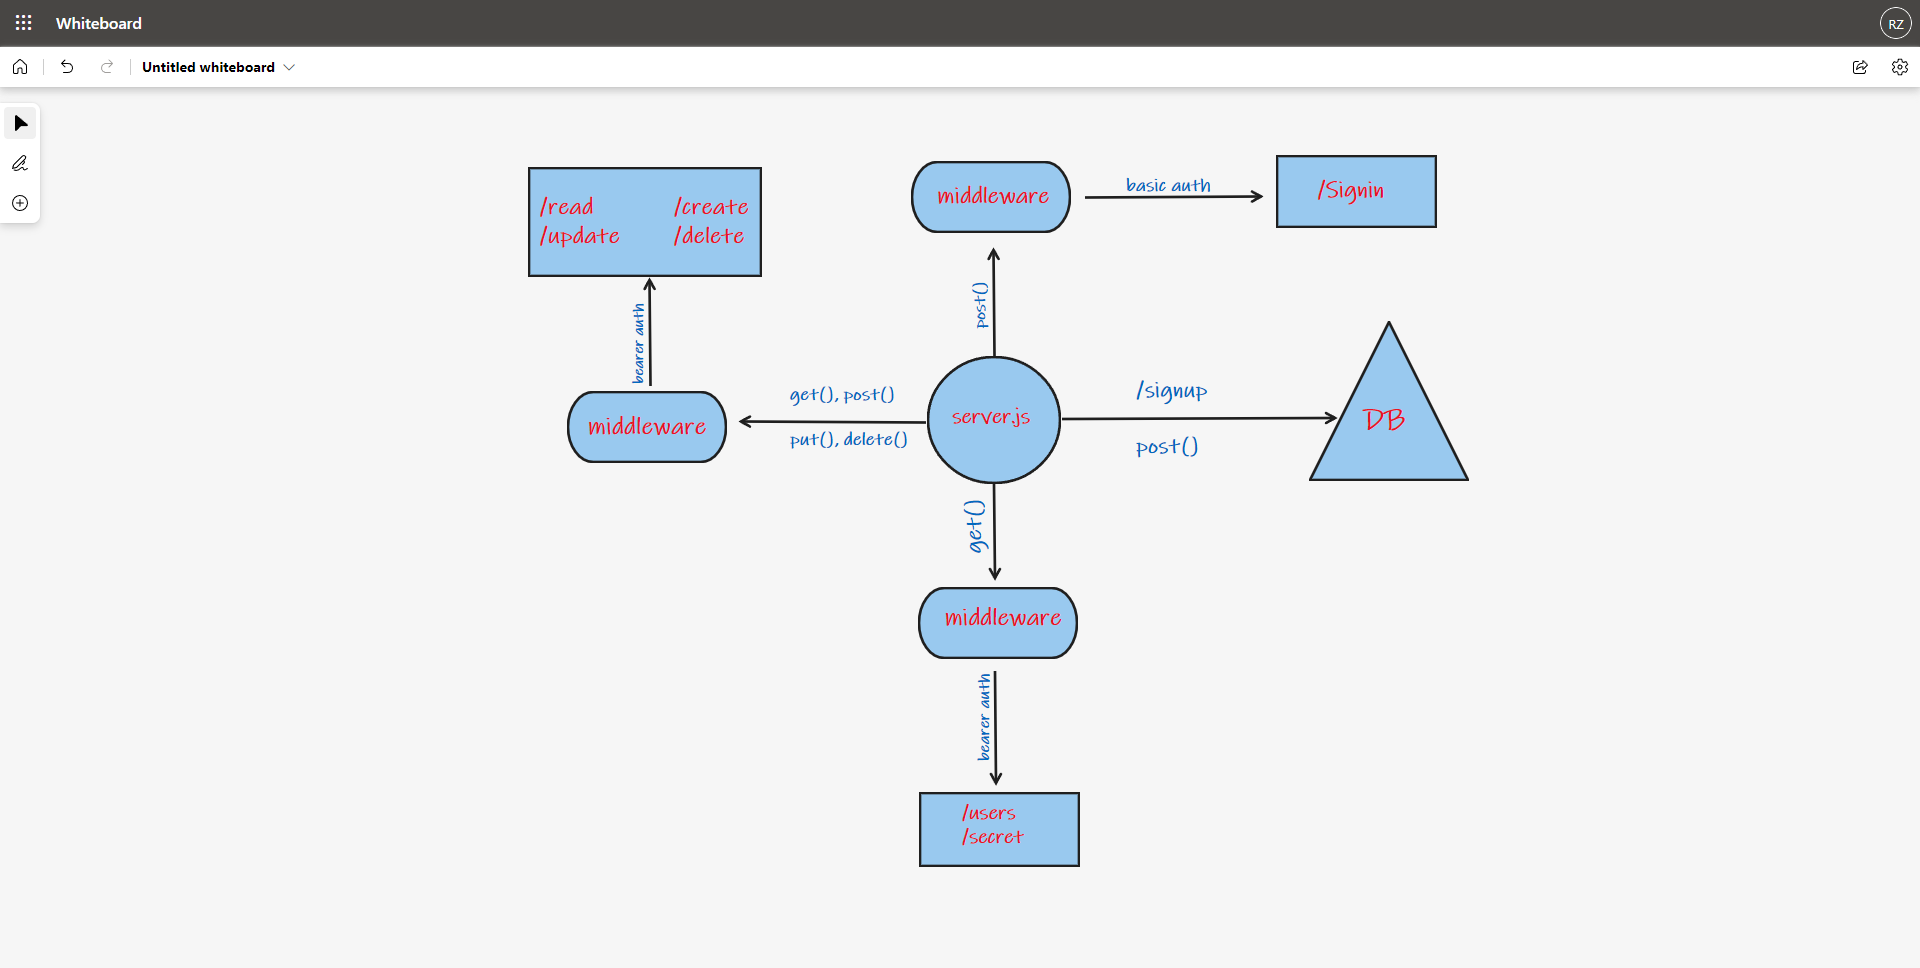 Whiteboard
RZ
Untitled whiteboard
/read /create
/update /delete
middleware
basic auth
/Signin
post()
bearer auth
middleware
get(), post()
put(), delete()
server.js
/signup
post()
DB
get()
middleware
bearer auth
/users
/secret